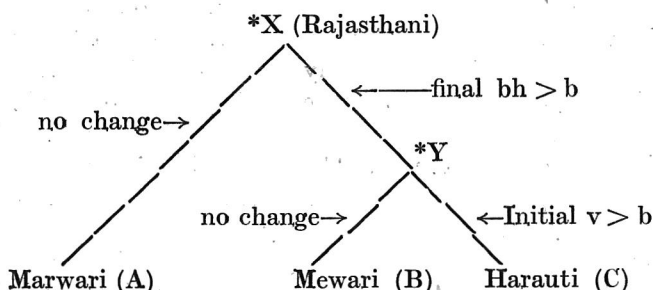 *X (Rajasthani)
←——final bh > b
no change→
*Y
no change→ ←Initial v > b
Marwari (A) Mewari (B) Harauti (C)